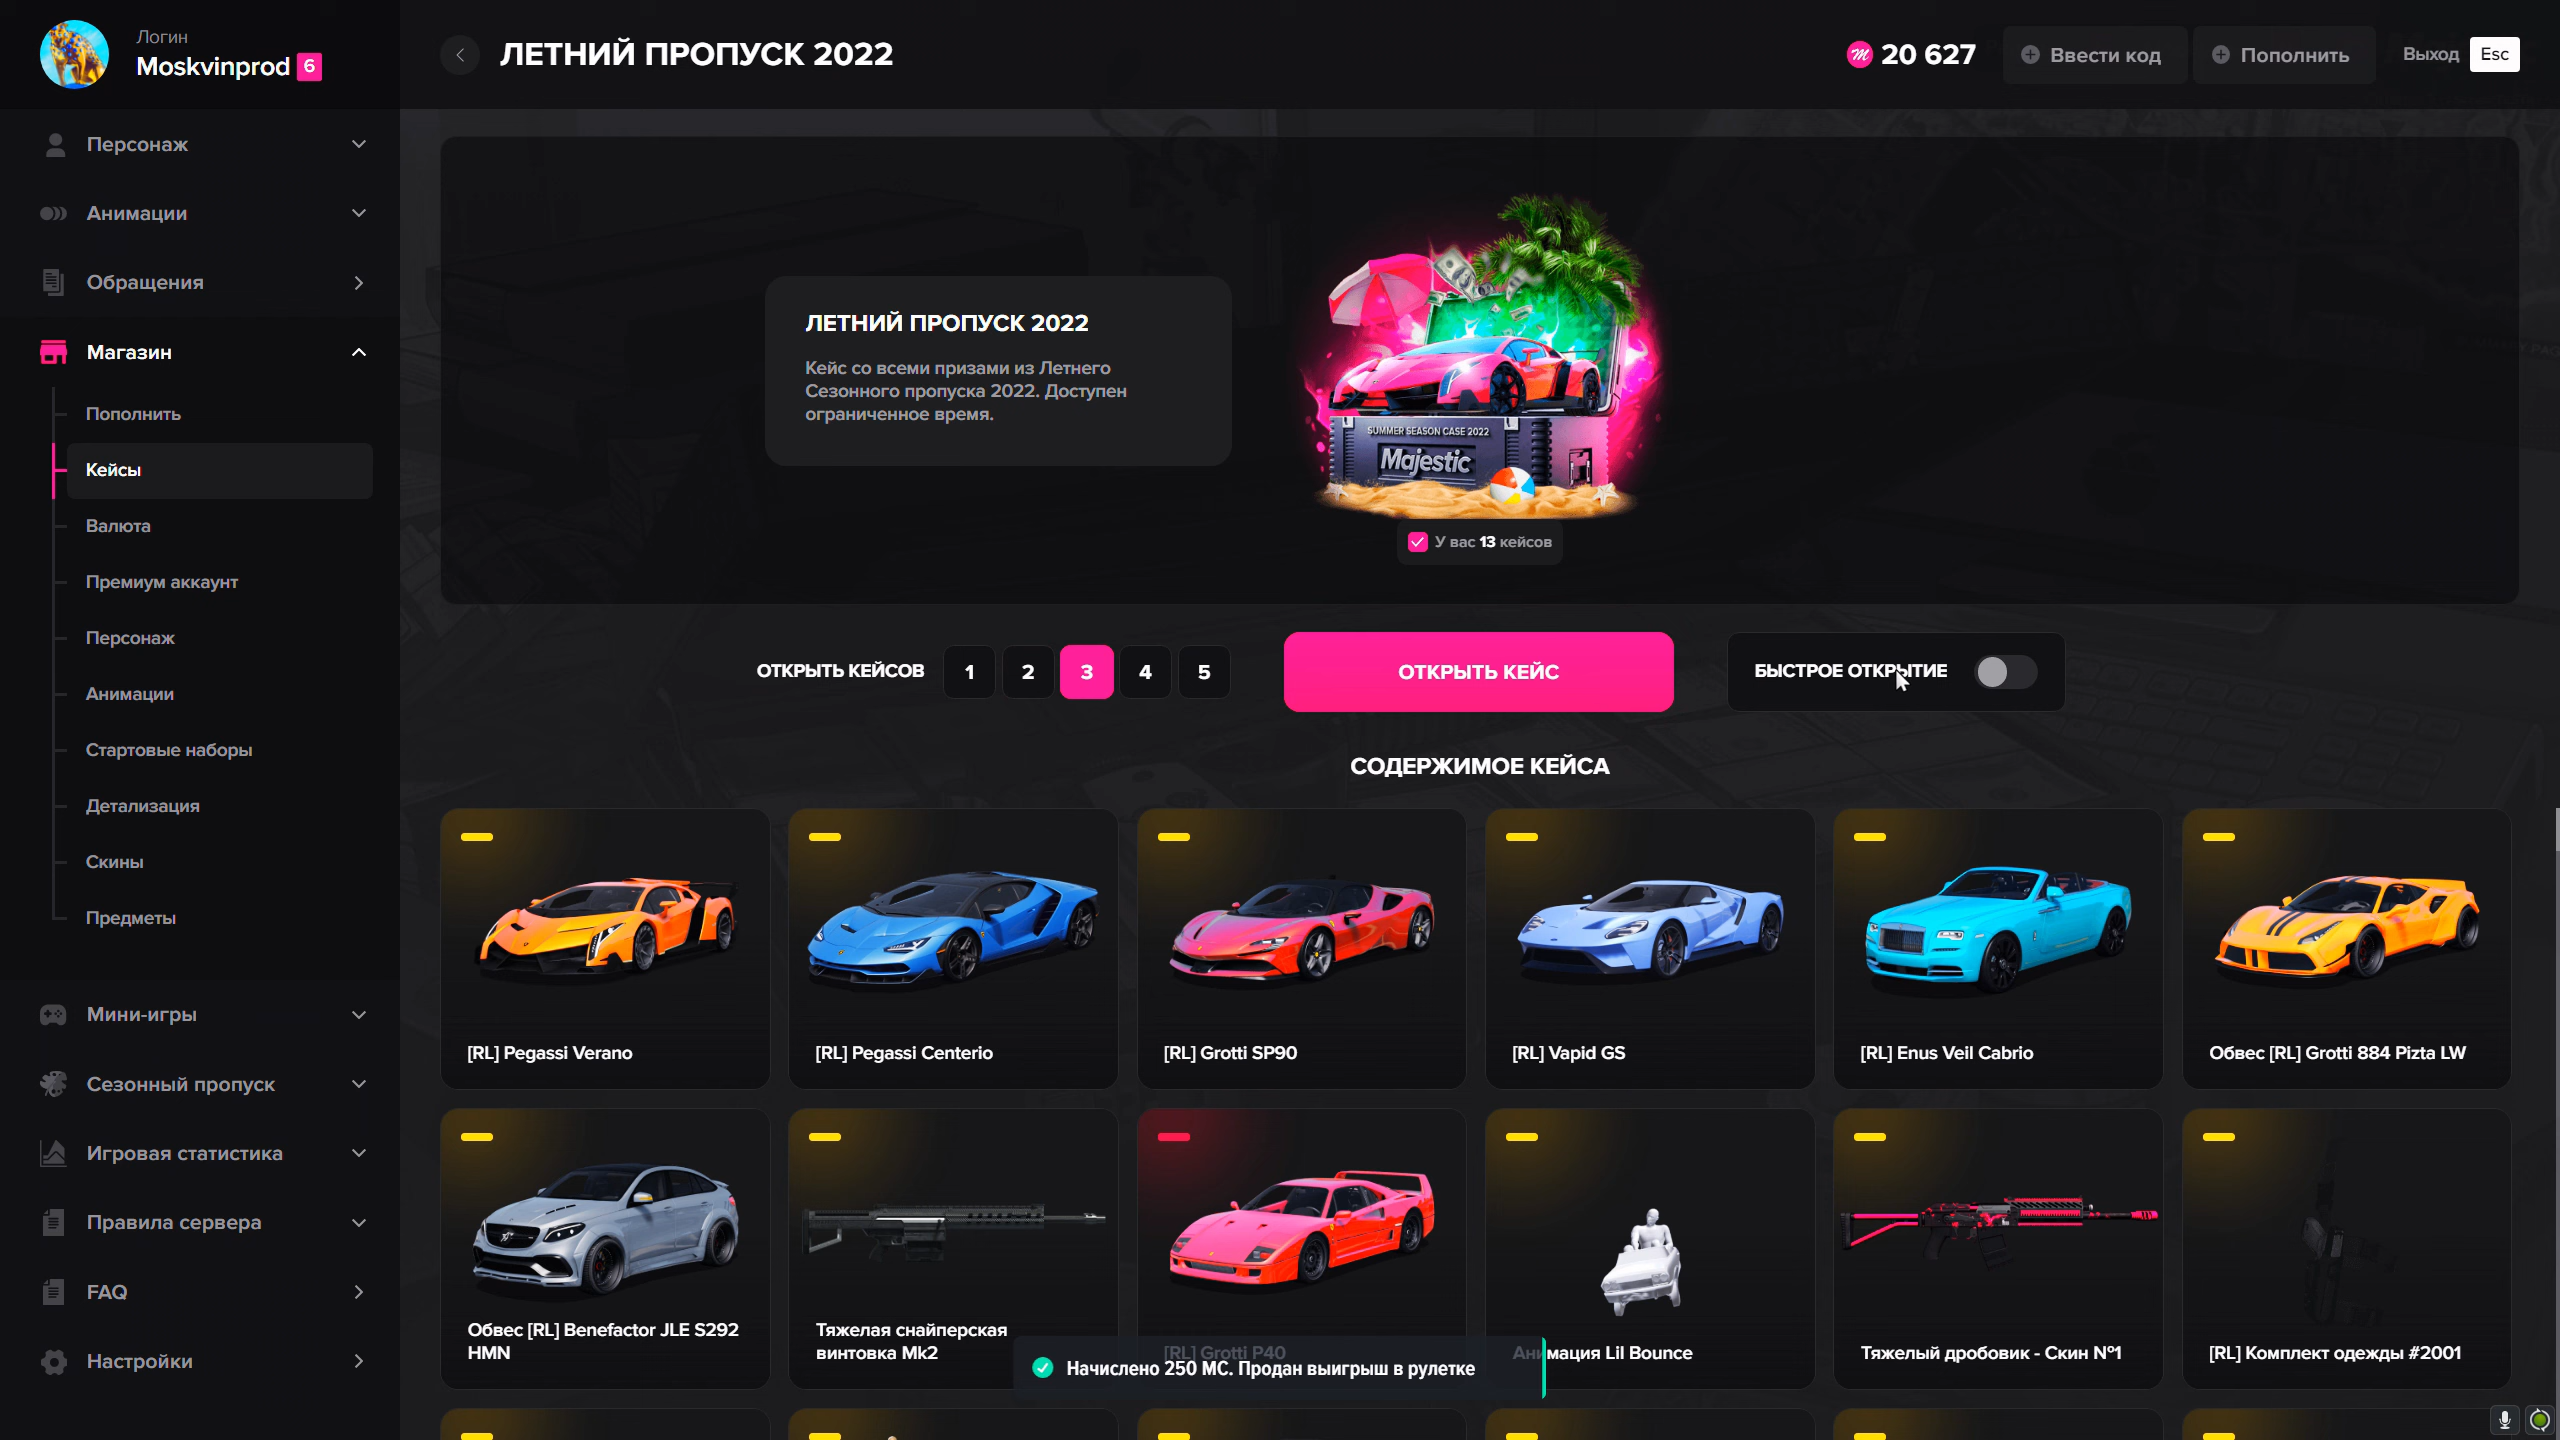 Логин
Moskvinprod 6
ЛЕТНИЙ ПРОПУСК 2022
20 627
Ввести код
Пополнить
Выход
Esc
Персонаж
Анимации
Обращения
Магазин
Пополнить
Кейсы
Валюта
Премиум аккаунт
Персонаж
Анимации
Стартовые наборы
Детализация
Скины
Предметы
Мини-игры
Сезонный пропуск
Игровая статистика
Правила сервера
FAQ
Настройки
ЛЕТНИЙ ПРОПУСК 2022
Кейс со всеми призами из Летнего
Сезонного пропуска 2022. Доступен
ограниченное время.
SUMMER SEASON CASE 2022
Majestic
У вас 13 кейсов
ОТКРЫТЬ КЕЙСОВ
1 2 3 4 5
ОТКРЫТЬ КЕЙС
БЫСТРОЕ ОТКРЫТИЕ
СОДЕРЖИМОЕ КЕЙСА
[RL] Pegassi Verano
[RL] Pegassi Centerio
[RL] Grotti SP90
[RL] Vapid GS
[RL] Enus Veil Cabrio
Обвес [RL] Grotti 884 Pizta LW
Обвес [RL] Benefactor JLE S292
HMN
Тяжелая снайперская
винтовка Mk2
[RL] Grotti P40
Анимация Lil Bounce
Тяжелый дробовик - Скин №1
[RL] Комплект одежды #2001
Начислено 250 MC. Продан выигрыш в рулетке